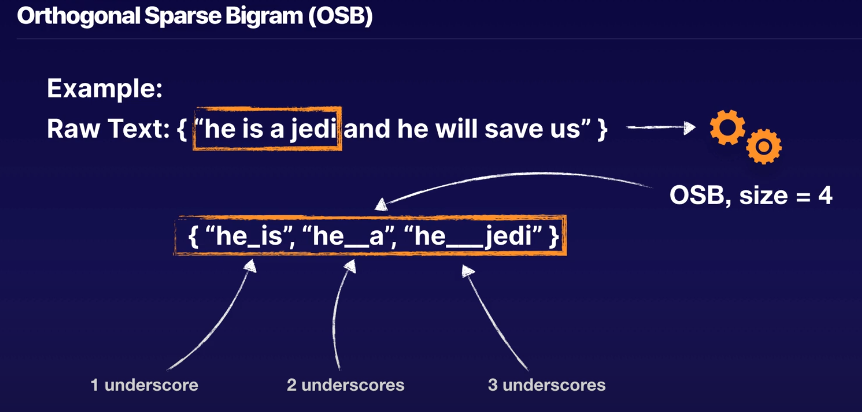 Orthogonal Sparse Bigram (OSB)
Example:
Raw Text: { “he is a jedi and he will save us” }
OSB, size = 4
{ “he_is”, “he__a”, “he___jedi” }
1 underscore
2 underscores
3 underscores